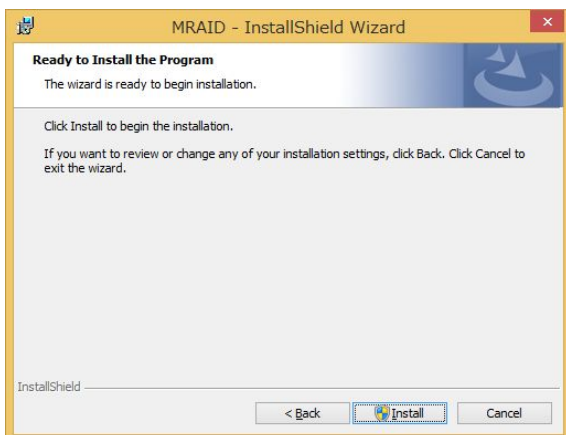 MRAID - InstallShield Wizard
Ready to Install the Program
The wizard is ready to begin installation.
Click Install to begin the installation.
If you want to review or change any of your installation settings, click Back. Click Cancel to
exit the wizard.
InstallShield
< Back
Install
Cancel